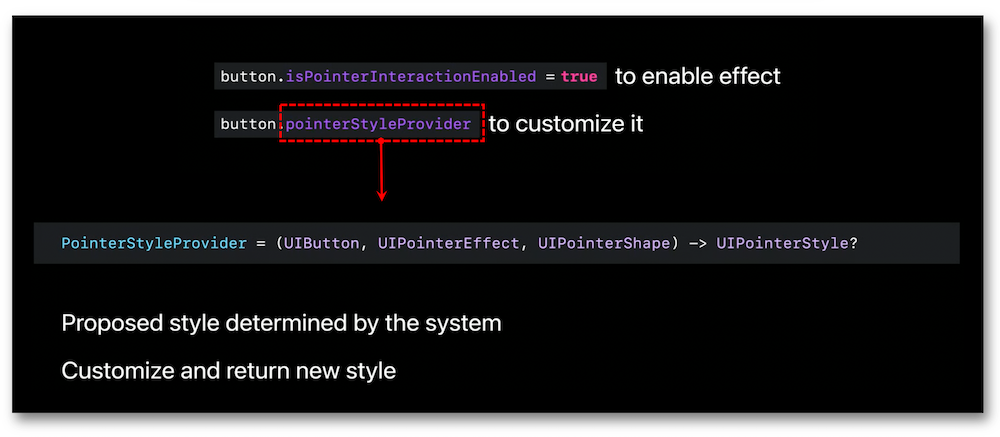 button.isPointerInteractionEnabled = true to enable effect
button.pointerStyleProvider to customize it
PointerStyleProvider = (UIButton, UIPointerEffect, UIPointerShape) -> UIPointerStyle?
Proposed style determined by the system
Customize and return new style